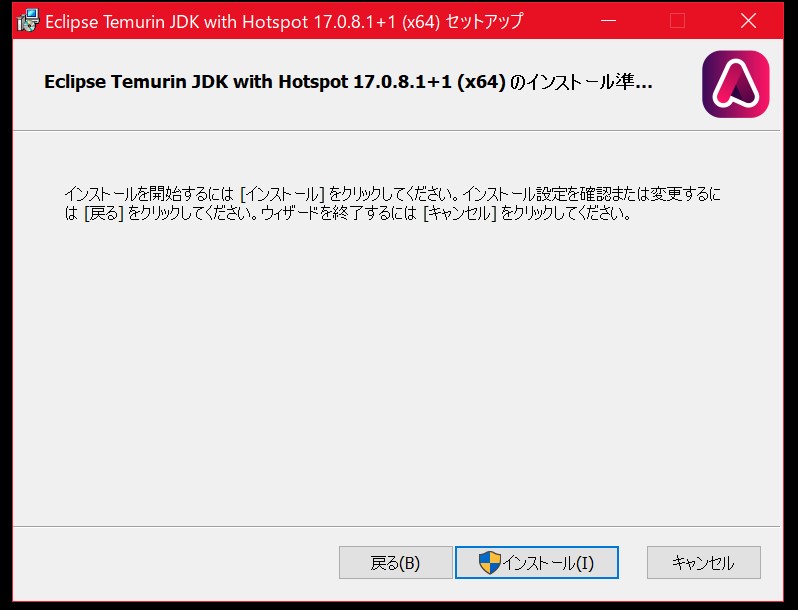 Eclipse Temurin JDK with Hotspot 17.0.8.1+1 (x64) セットアップ
Eclipse Temurin JDK with Hotspot 17.0.8.1+1 (x64) のインストール準...
インストールを開始するには [インストール] をクリックしてください。インストール設定を確認または変更するに
は [戻る] をクリックしてください。ウィザードを終了するには [キャンセル] をクリックしてください。
戻る(B)
インストール(I)
キャンセル